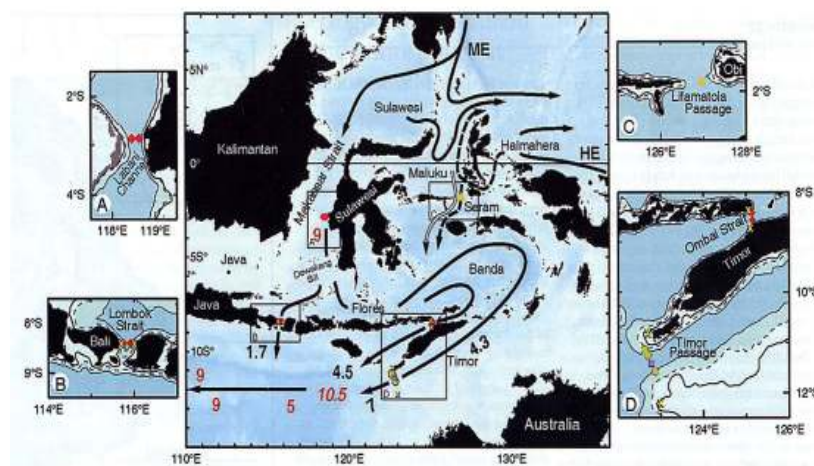 2°S
4°S
Labani
Channel
A
118°E
119°E
Lombok
Strait
8°S
Bali
9°S
B
114°E
116°E
5°N
ME
Sulawesi
Kalimantan
Halmahera
0°
HE
Makassar Strait
Maluku
Sulawesi
Seram
9
5°S
Java
Banda
Dewakang
Sill
Java
Flores
1.7
10°S
4.5
Timor
4.3
9
10.5
1
9
5
Australia
110°E
120°E
130°E
Obi
2°S
Lifamatola
Passage
C
126°E
128°E
8°S
Ombai Strait
Timor
10°S
Timor
Passage
12°S
D
124°E
126°E